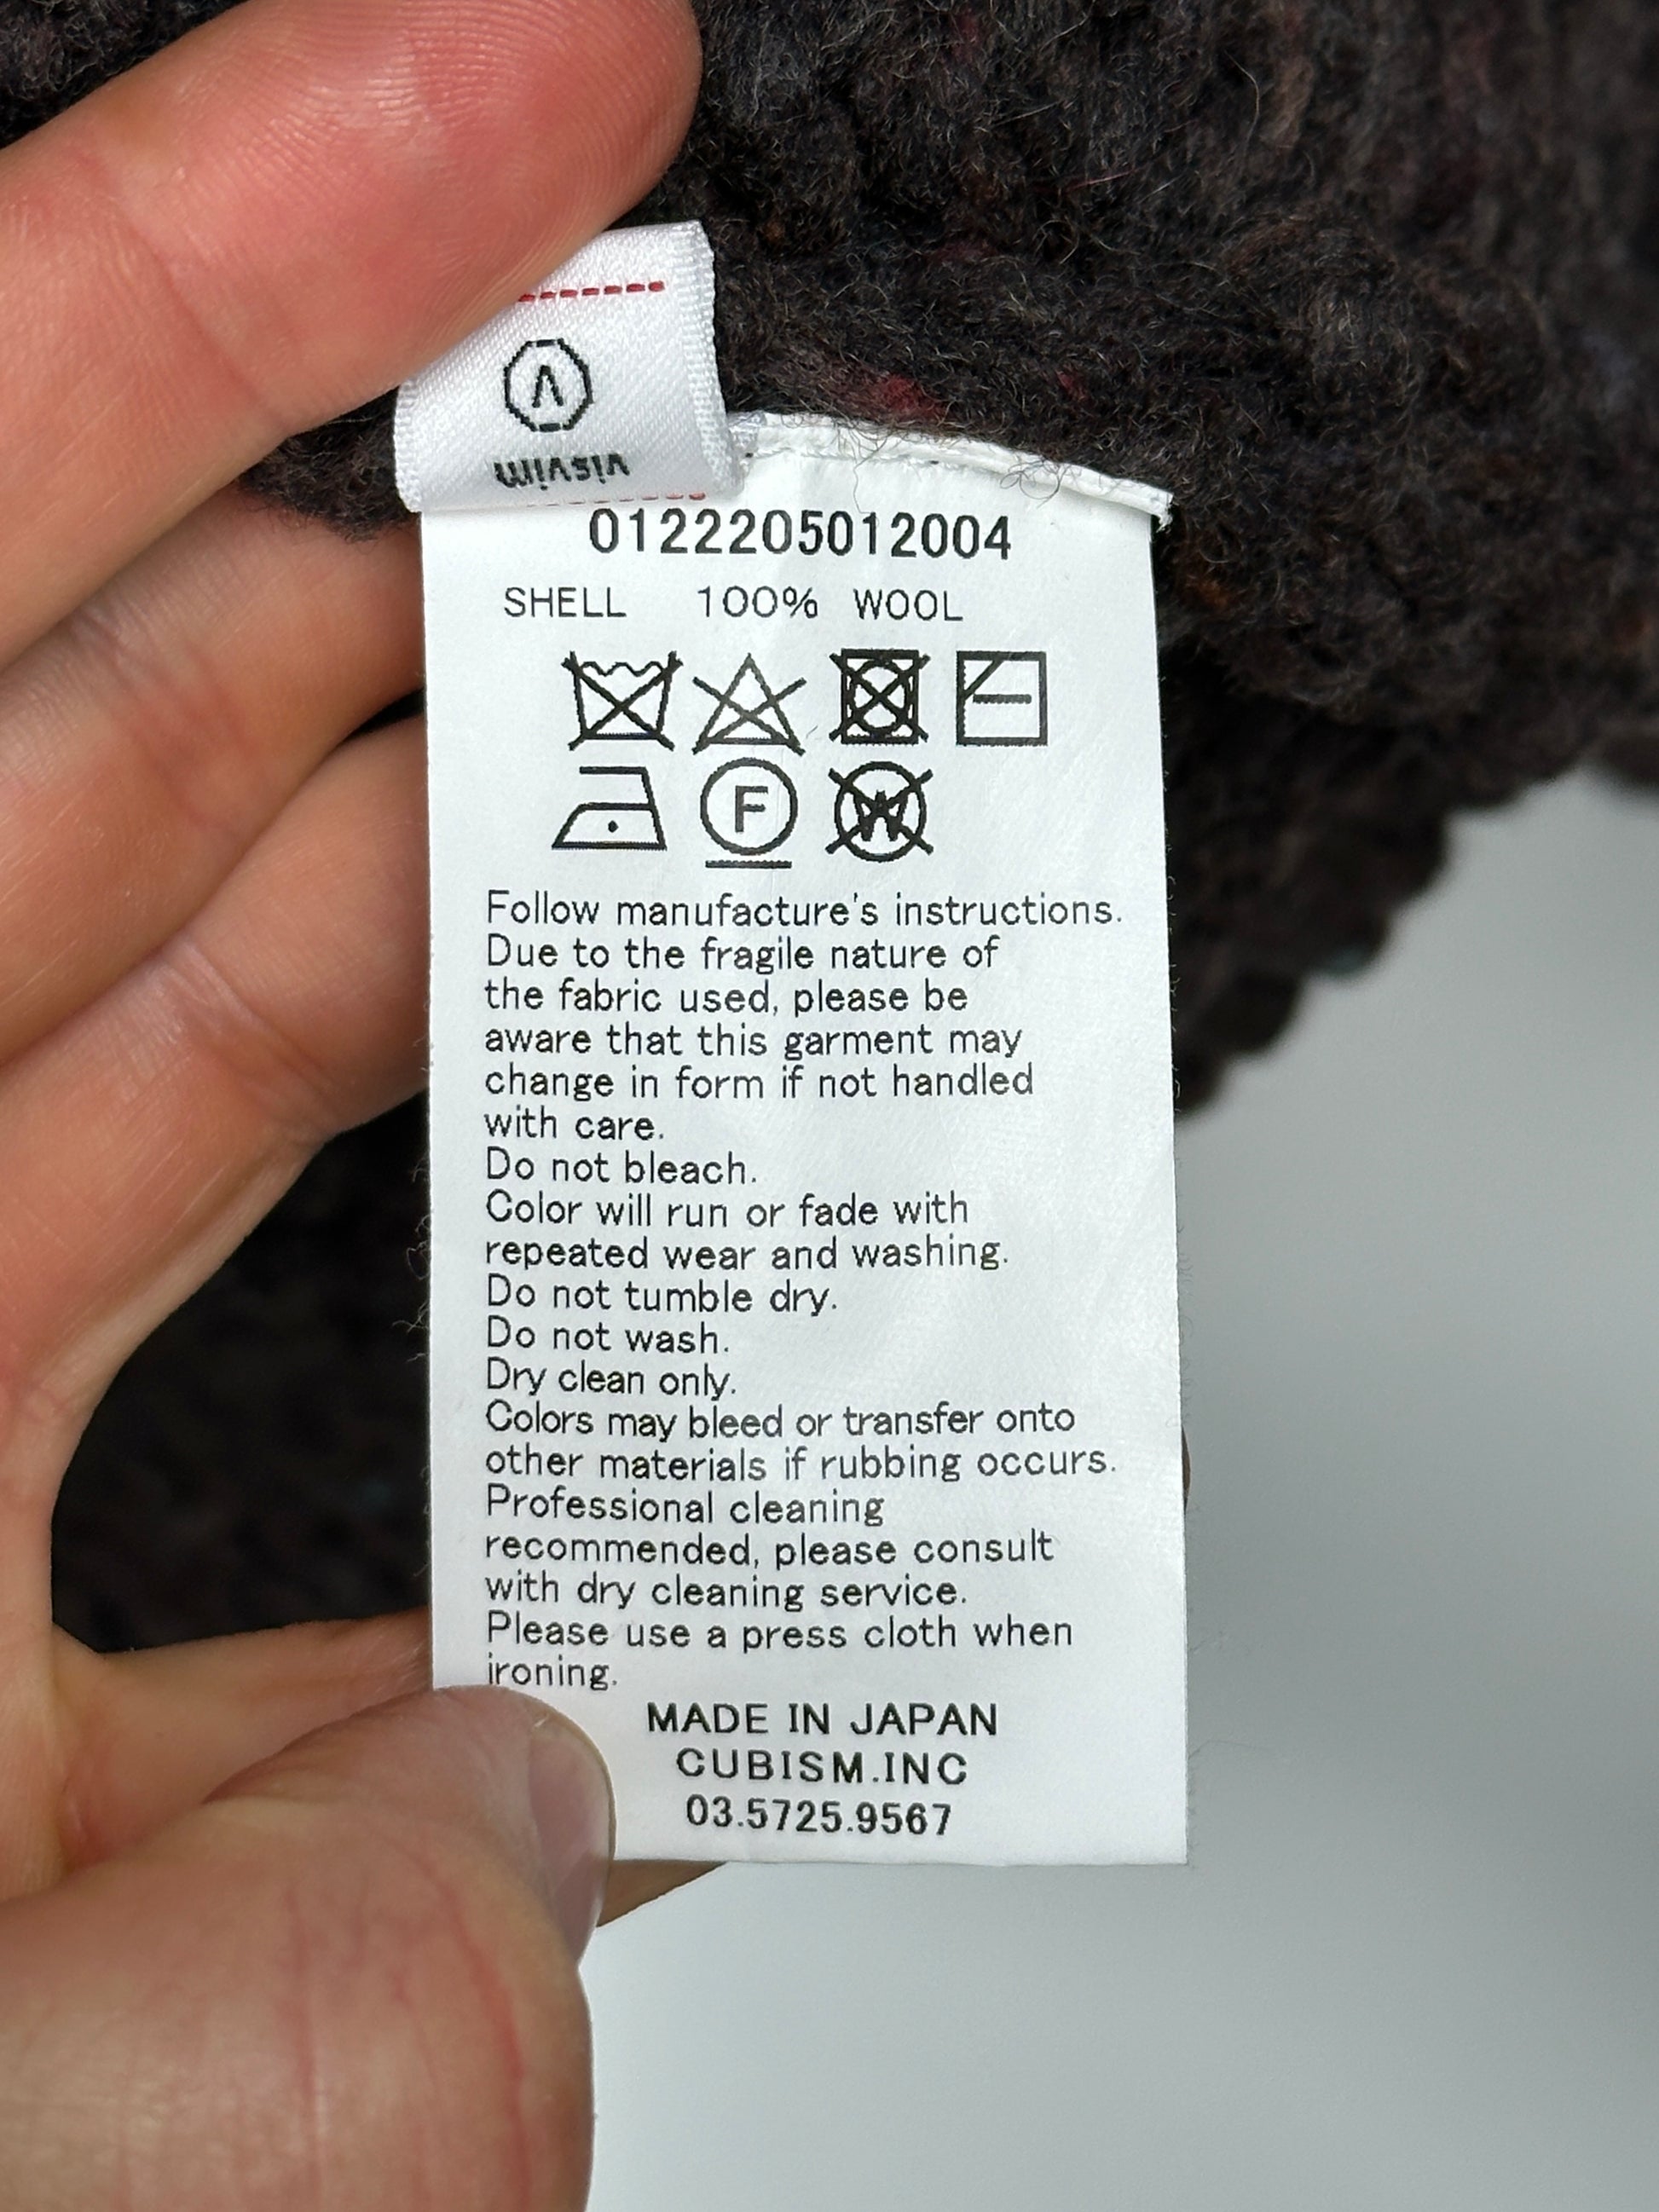 visvim
0122205012004
SHELL 100% WOOL
F W
Follow manufacture's instructions.
Due to the fragile nature of
the fabric used, please be
aware that this garment may
change in form if not handled
with care.
Do not bleach.
Color will run or fade with
repeated wear and washing.
Do not tumble dry.
Do not wash.
Dry clean only.
Colors may bleed or transfer onto
other materials if rubbing occurs.
Professional cleaning
recommended, please consult
with dry cleaning service.
Please use a press cloth when
ironing.
MADE IN JAPAN
CUBISM.INC
03.5725.9567